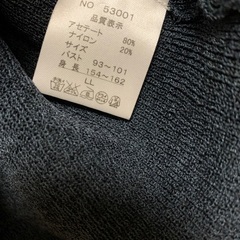 NO 53001
品質表示
アセテート 80%
ナイロン 20%
サイズ
バスト 93~101
身長 154~162
LL